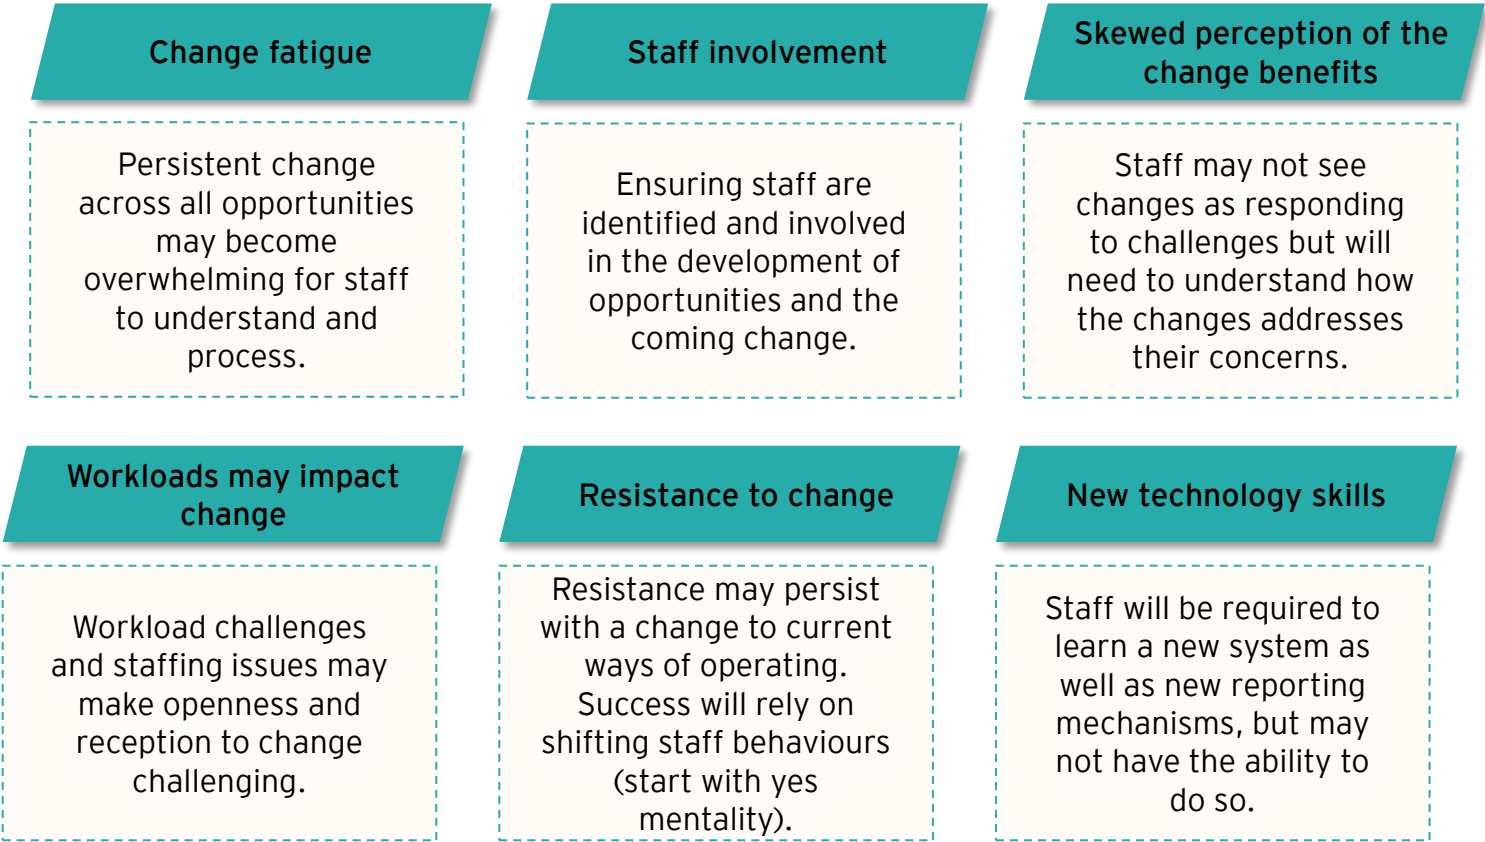 Change fatigue
Persistent change
across all opportunities
may become
overwhelming for staff
to understand and
process.
Staff involvement
Ensuring staff are
identified and involved
in the development of
opportunities and the
coming change.
Skewed perception of the
change benefits
Staff may not see
changes as responding
to challenges but will
need to understand how
the changes addresses
their concerns.
Workloads may impact
change
Workload challenges
and staffing issues may
make openness and
reception to change
challenging.
Resistance to change
Resistance may persist
with a change to current
ways of operating.
Success will rely on
shifting staff behaviours
(start with yes
mentality).
New technology skills
Staff will be required to
learn a new system as
well as new reporting
mechanisms, but may
not have the ability to
do so.